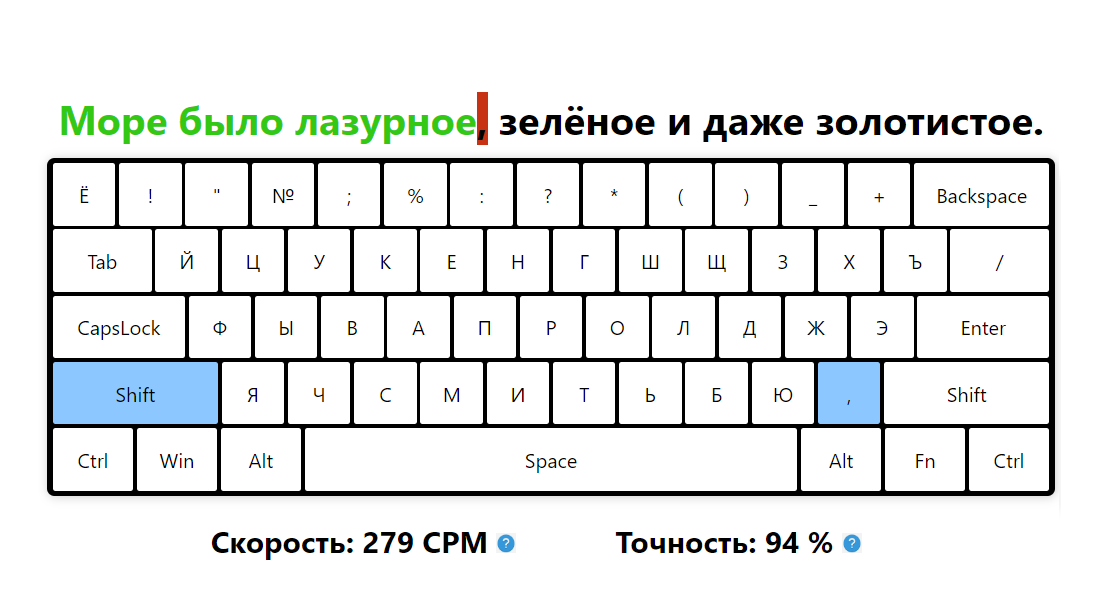 Море было лазурное, зелёное и даже золотистое.
Ё ! " № ; % : ? * ( ) _ + Backspace
Tab Й Ц У К Е Н Г Ш Щ З Х Ъ /
CapsLock Ф Ы В А П Р О Л Д Ж Э Enter
Shift Я Ч С М И Т Ь Б Ю , Shift
Ctrl Win Alt Space Alt Fn Ctrl
Скорость: 279 CPM ? Точность: 94 % ?